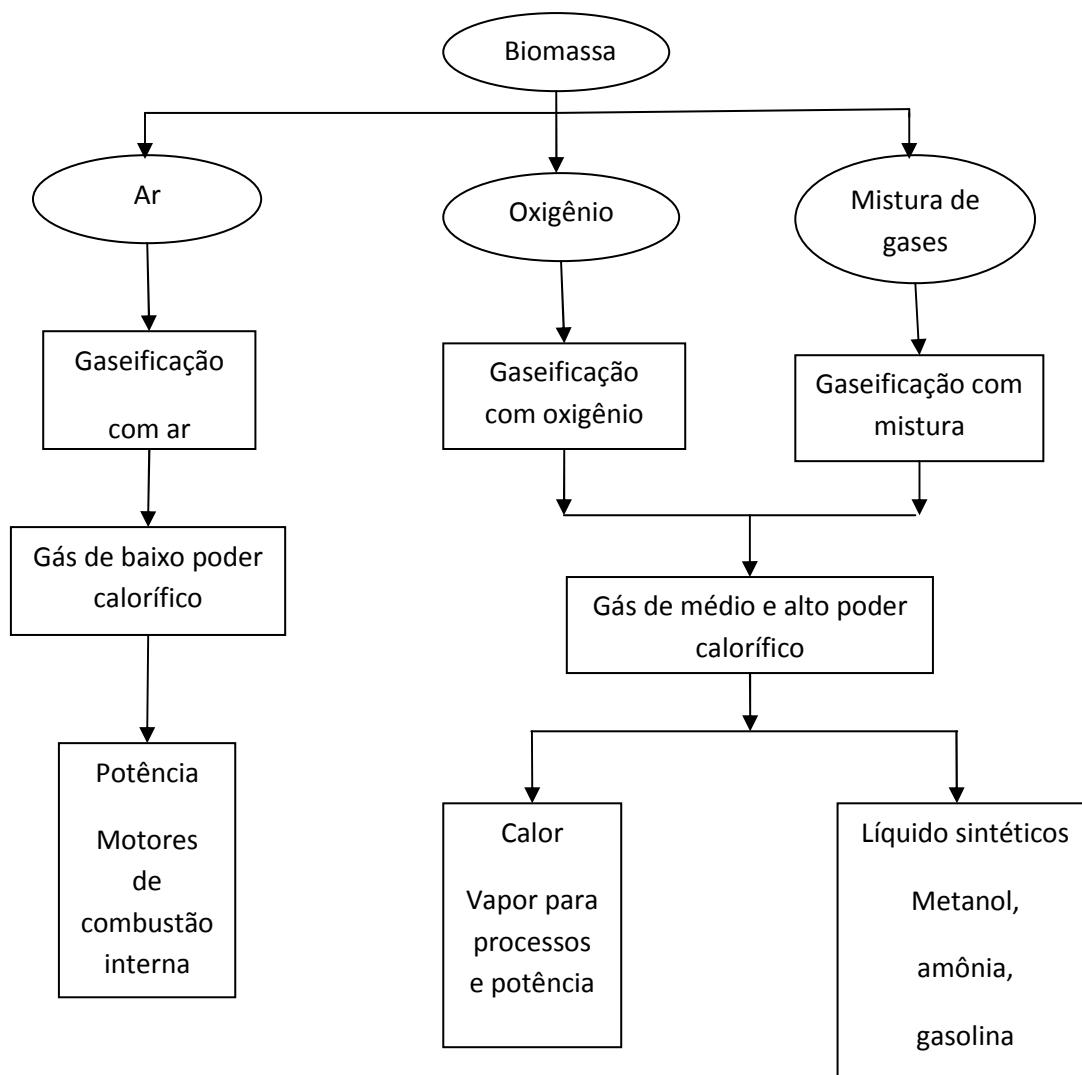 Biomassa
Ar
Oxigênio
Mistura de
gases
Gaseificação
com ar
Gaseificação
com oxigênio
Gaseificação com
mistura
Gás de baixo poder
calorífico
Gás de médio e alto poder
calorífico
Potência
Motores
de
combustão
interna
Calor
Vapor para
processos
e potência
Líquido sintéticos
Metanol,
amônia,
gasolina